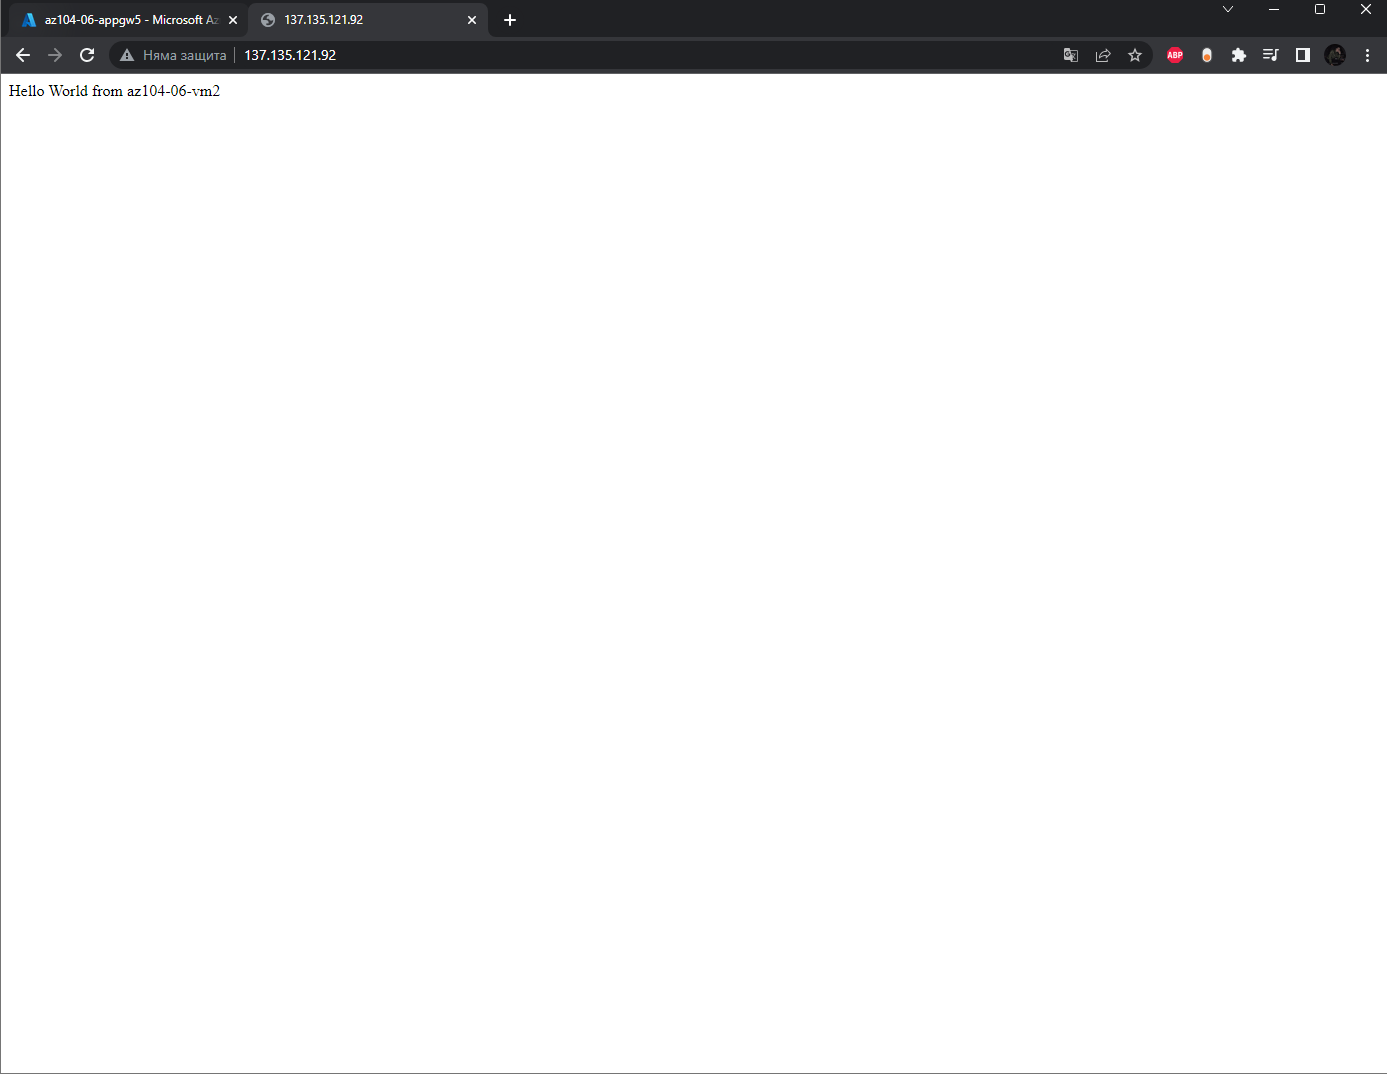 az104-06-appgw5 - Microsoft Az
137.135.121.92
Няма защита
137.135.121.92
ABP
Hello World from az104-06-vm2